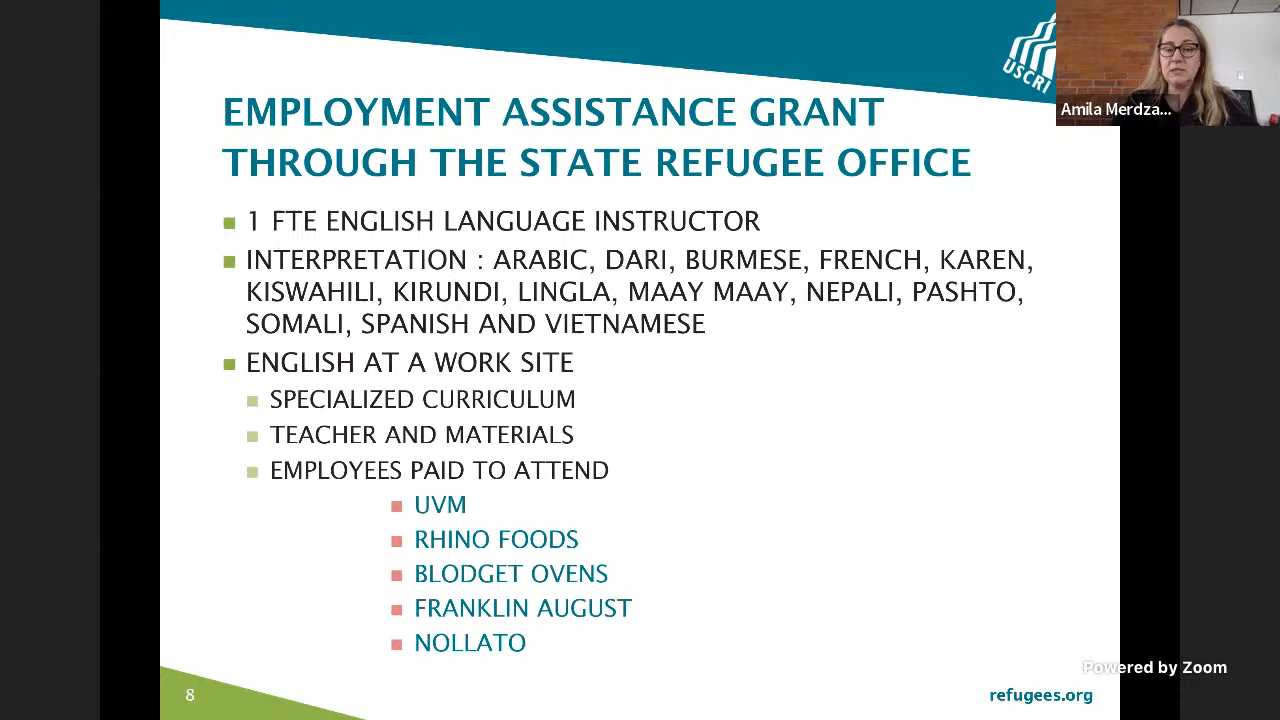 USCRI
Amila Merdza...
EMPLOYMENT ASSISTANCE GRANT
THROUGH THE STATE REFUGEE OFFICE
1 FTE ENGLISH LANGUAGE INSTRUCTOR
INTERPRETATION : ARABIC, DARI, BURMESE, FRENCH, KAREN,
KISWAHILI, KIRUNDI, LINGLA, MAAY MAAY, NEPALI, PASHTO,
SOMALI, SPANISH AND VIETNAMESE
ENGLISH AT A WORK SITE
SPECIALIZED CURRICULUM
TEACHER AND MATERIALS
EMPLOYEES PAID TO ATTEND
UVM
RHINO FOODS
BLODGET OVENS
FRANKLIN AUGUST
NOLLATO
Powered by Zoom
8
refugees.org